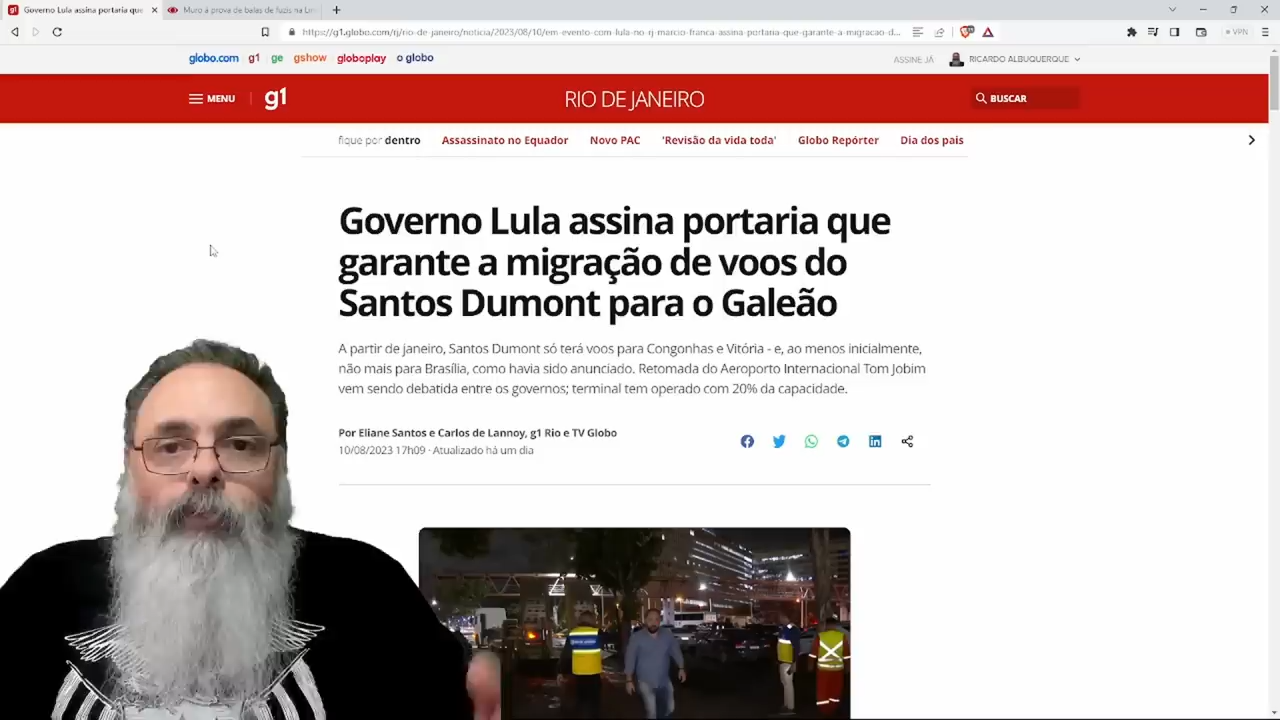 Governo Lula assina portaria que
Muro à prova de balas de fuzis na Lin
https://g1.globo.com/rj/rio-de-janeiro/noticia/2023/08/10/em-evento-com-lula-no-rj-marcio-franca-assina-portaria-que-garante-a-migracao-d...
VPN
globo.com g1 ge gshow globoplay o globo
ASSINE JÁ
RICARDO ALBUQUERQUE
MENU
g1
RIO DE JANEIRO
BUSCAR
fique por dentro Assassinato no Equador Novo PAC 'Revisão da vida toda' Globo Repórter Dia dos pais
Governo Lula assina portaria que
garante a migração de voos do
Santos Dumont para o Galeão
A partir de janeiro, Santos Dumont só terá voos para Congonhas e Vitória - e, ao menos inicialmente,
não mais para Brasília, como havia sido anunciado. Retomada do Aeroporto Internacional Tom Jobim
vem sendo debatida entre os governos; terminal tem operado com 20% da capacidade.
Por Eliane Santos e Carlos de Lannoy, g1 Rio e TV Globo
10/08/2023 17h09 · Atualizado há um dia